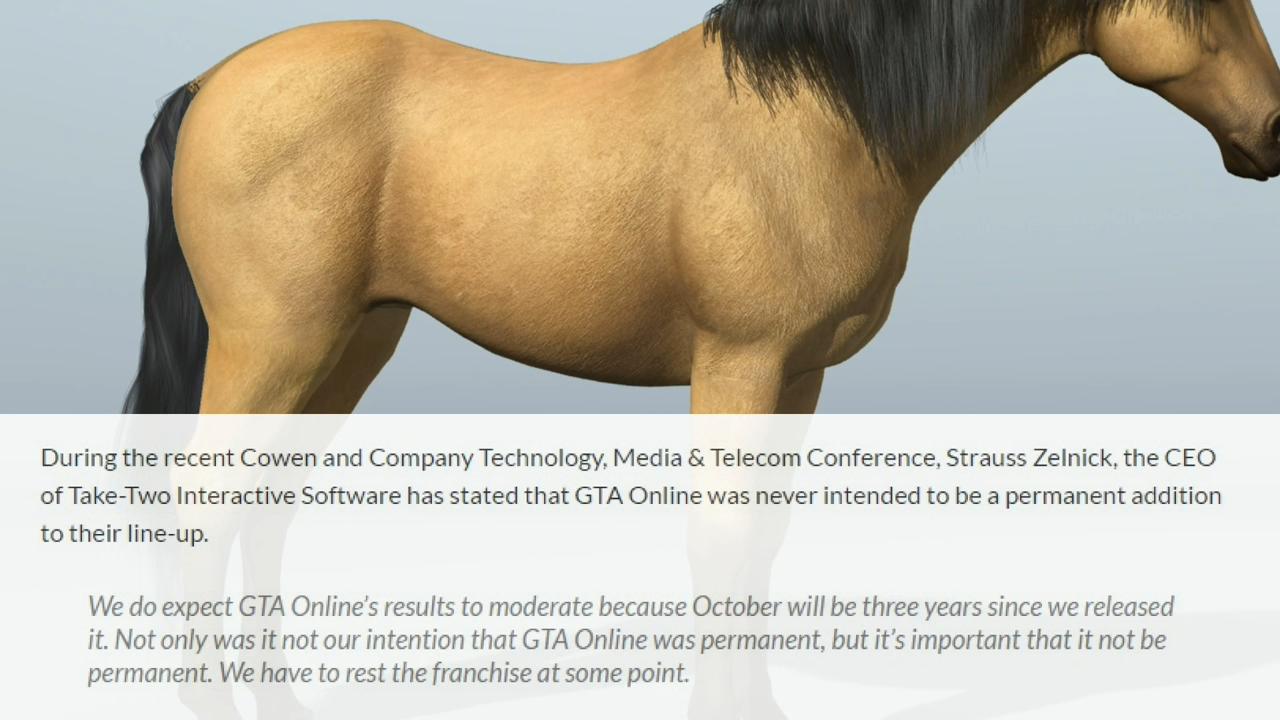 During the recent Cowen and Company Technology, Media & Telecom Conference, Strauss Zelnick, the CEO
of Take-Two Interactive Software has stated that GTA Online was never intended to be a permanent addition
to their line-up.
We do expect GTA Online’s results to moderate because October will be three years since we released
it. Not only was it not our intention that GTA Online was permanent, but it’s important that it not be
permanent. We have to rest the franchise at some point.